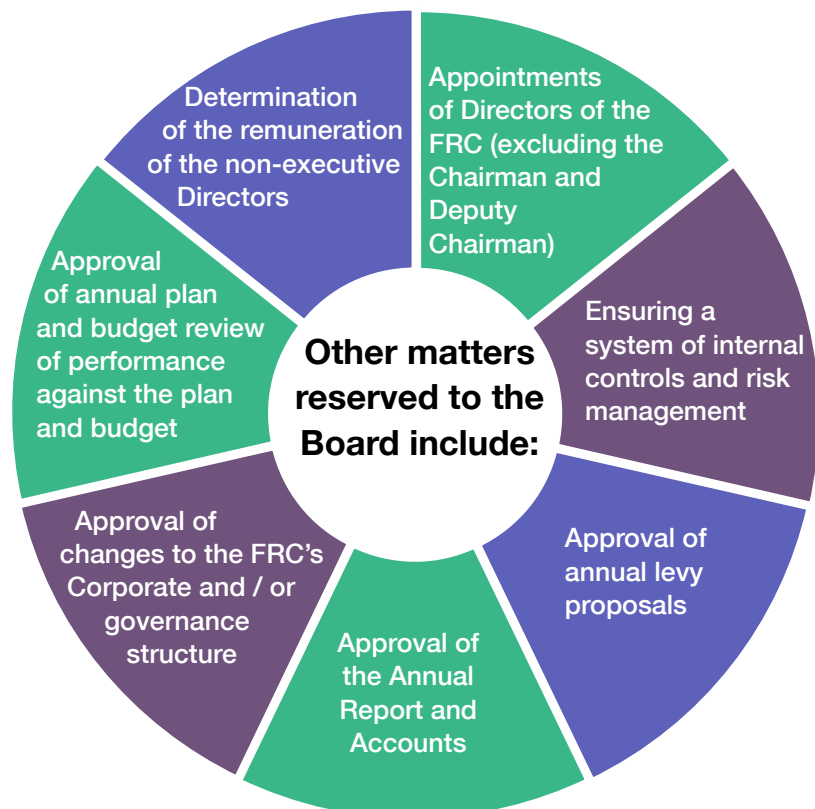 Other matters
reserved to the
Board include:
Appointments
of Directors of the
FRC (excluding the
Chairman and
Deputy
Chairman)
Ensuring a
system of internal
controls and risk
management
Approval of
annual levy
proposals
Approval of
the Annual
Report and
Accounts
Approval of
changes to the FRC’s
Corporate and / or
governance
structure
Approval
of annual plan
and budget review
of performance
against the plan
and budget
Determination
of the remuneration
of the non-executive
Directors